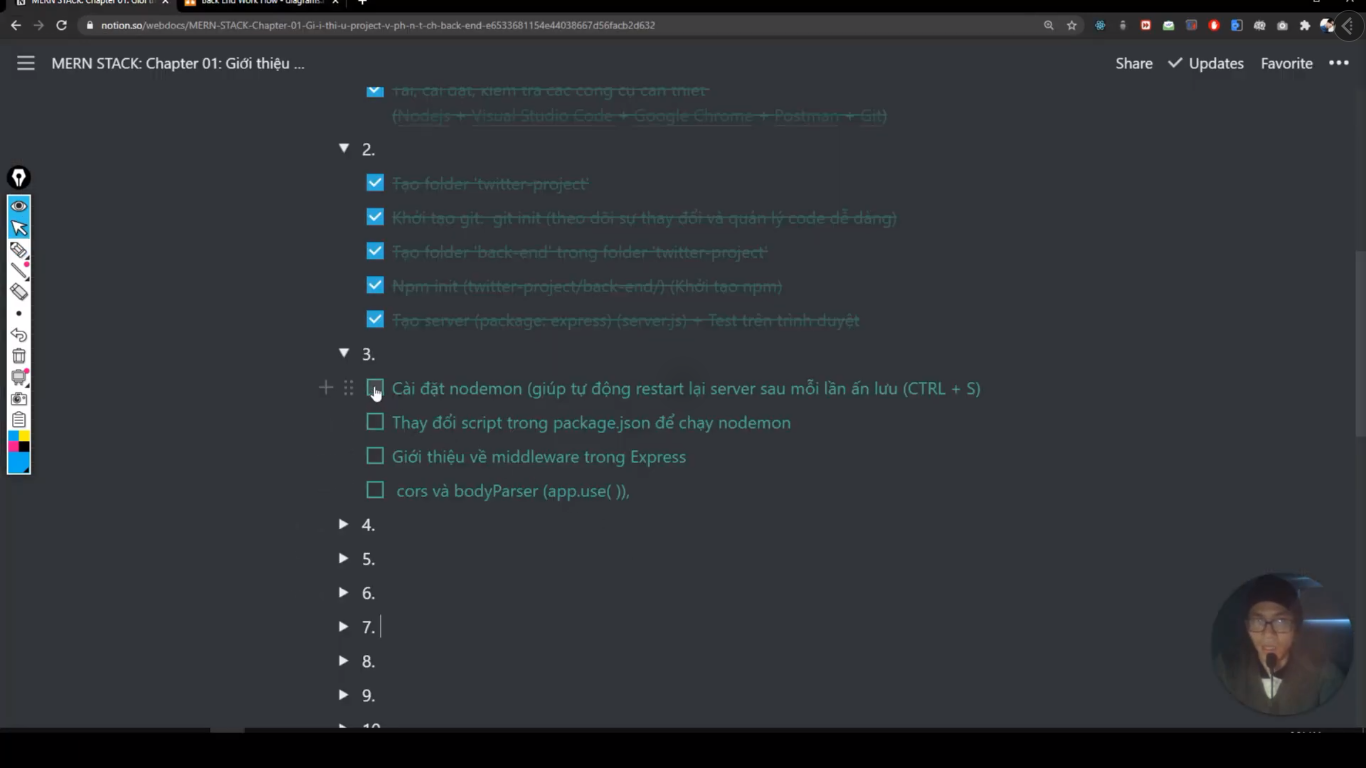 MERN STACK: Chapter 01: Giới thi
Back End Work Flow - diagrams.
notion.so/webdocs/MERN-STACK-Chapter-01-Gi-i-thi-u-project-v-ph-n-t-ch-back-end-e6533681154e44038667d56facb2d632
MERN STACK: Chapter 01: Giới thiệu ...
Share
Updates
Favorite
Tải, cài đặt, kiểm tra các công cụ cần thiết
(Nodejs + Visual Studio Code + Google Chrome + Postman + Git)
2.
Tạo folder 'twitter-project'
Khởi tạo git: git init (theo dõi sự thay đổi và quản lý code dễ dàng)
Tạo folder 'back-end' trong folder 'twitter-project'
Npm init (twitter-project/back-end/) (Khởi tạo npm)
Tạo server (package: express) (server.js) + Test trên trình duyệt
3.
Cài đặt nodemon (giúp tự động restart lại server sau mỗi lần ấn lưu (CTRL + S)
Thay đổi script trong package.json để chạy nodemon
Giới thiệu về middleware trong Express
cors và bodyParser (app.use( )),
4.
5.
6.
7.
8.
9.
10